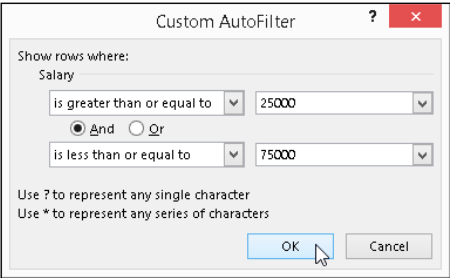 Custom AutoFilter ? ×
Show rows where:
Salary
is greater than or equal to 25000
And Or
is less than or equal to 75000
Use ? to represent any single character
Use * to represent any series of characters
OK Cancel